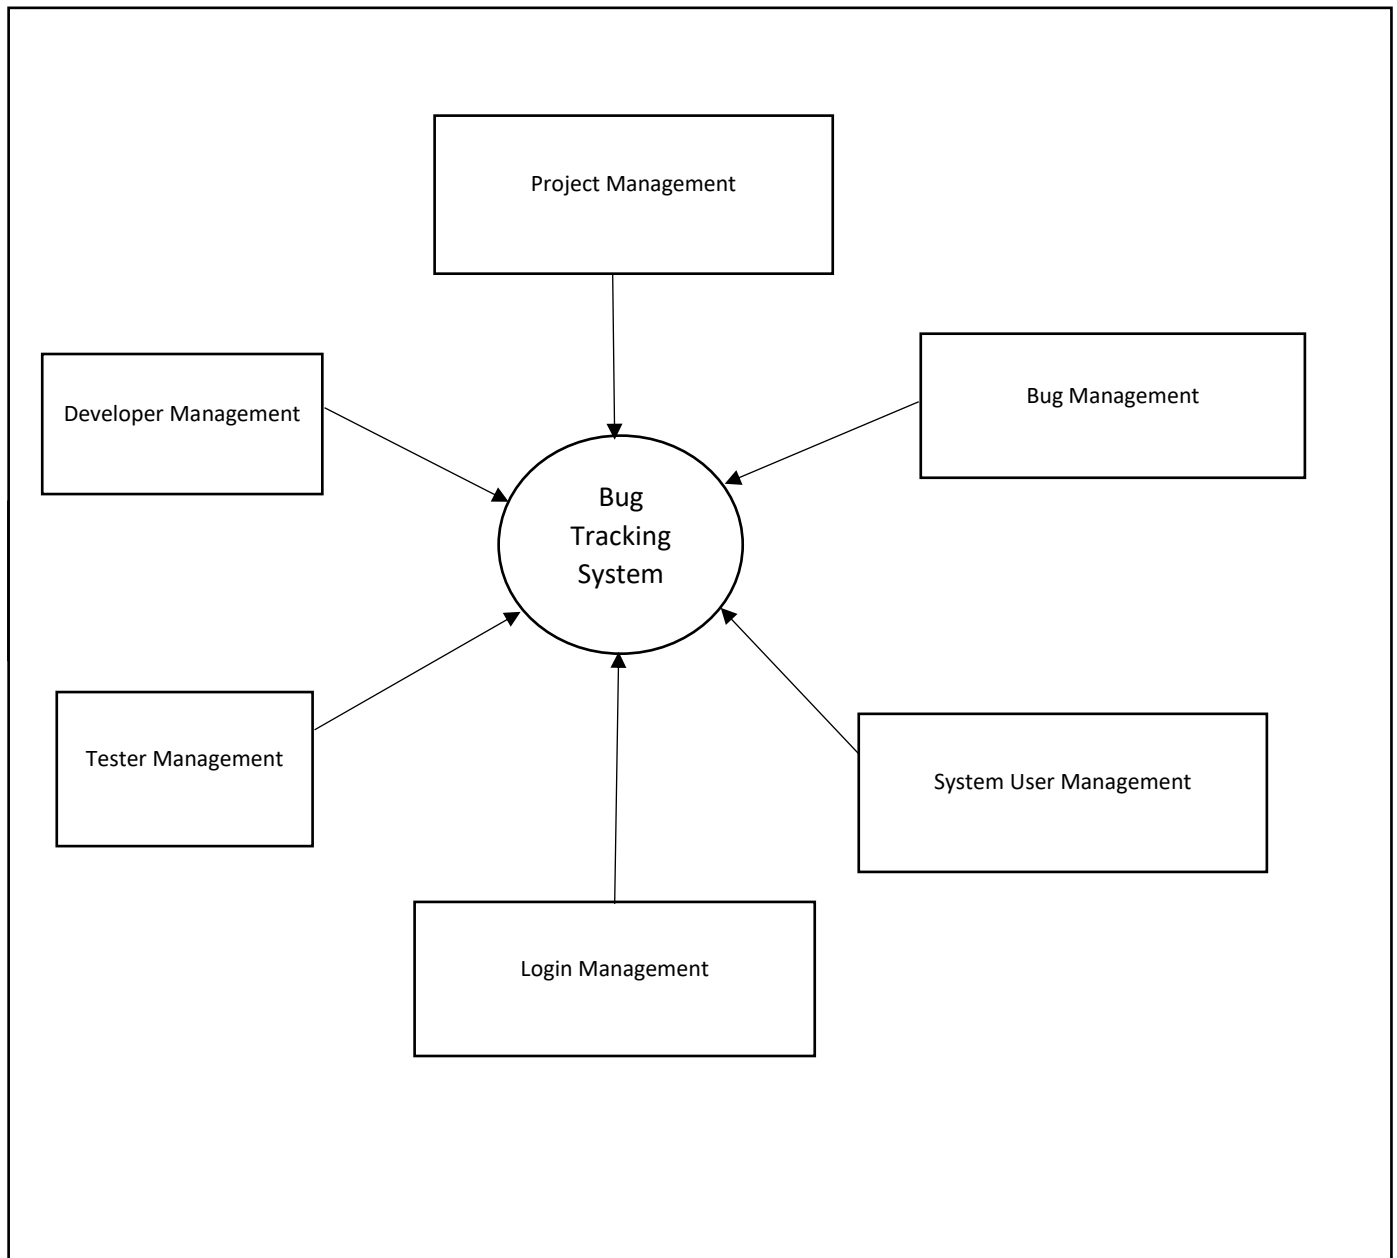 Project Management
Bug Management
Developer Management
Bug
Tracking
System
Tester Management
System User Management
Login Management